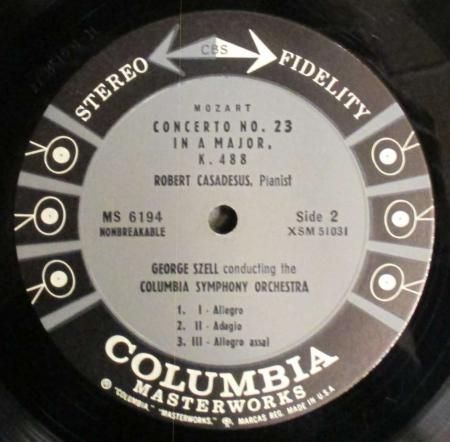 STEREO CBS FIDELITY
MOZART
CONCERTO NO. 23
IN A MAJOR,
K. 488
ROBERT CASADESUS, Pianist
MS 6194 Side 2
NONBREAKABLE XSM 51031
GEORGE SZELL conducting the
COLUMBIA SYMPHONY ORCHESTRA
1. I - Allegro
2. II - Adagio
3. III - Allegro assai
COLUMBIA
MASTERWORKS
® "COLUMBIA," "MASTERWORKS," MARCAS REG. MADE IN U.S.A.